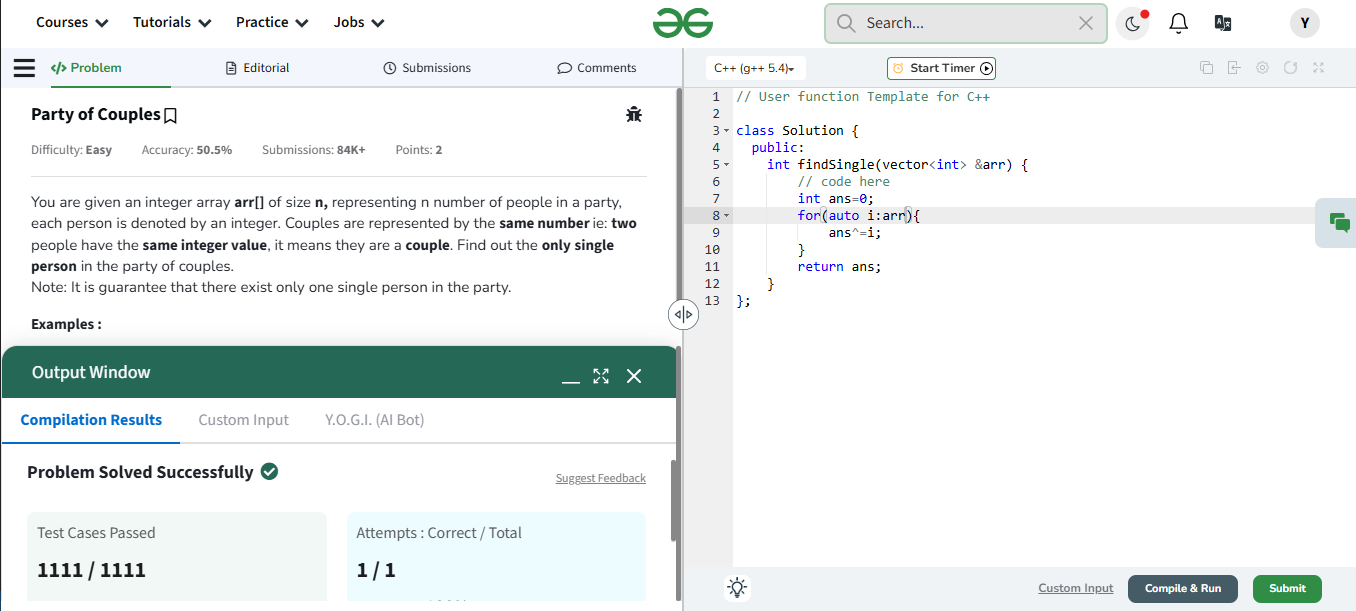 Courses Tutorials Practice Jobs Search... Y
Problem Editorial Submissions Comments
C++ (g++ 5.4) Start Timer
Party of Couples
Difficulty: Easy Accuracy: 50.5% Submissions: 84K+ Points: 2
You are given an integer array arr[] of size n, representing n number of people in a party,
each person is denoted by an integer. Couples are represented by the same number ie: two
people have the same integer value, it means they are a couple. Find out the only single
person in the party of couples.
Note: It is guarantee that there exist only one single person in the party.
Examples :
Output Window
Compilation Results Custom Input Y.O.G.I. (AI Bot)
Problem Solved Successfully
Suggest Feedback
Test Cases Passed
1111 / 1111
Attempts : Correct / Total
1 / 1
1 // User function Template for C++
2
3 class Solution {
4 public:
5 int findSingle(vector<int> &arr) {
6 // code here
7 int ans=0;
8 for(auto i:arr){
9 ans^=i;
10 }
11 return ans;
12 }
13 };
Custom Input Compile & Run Submit